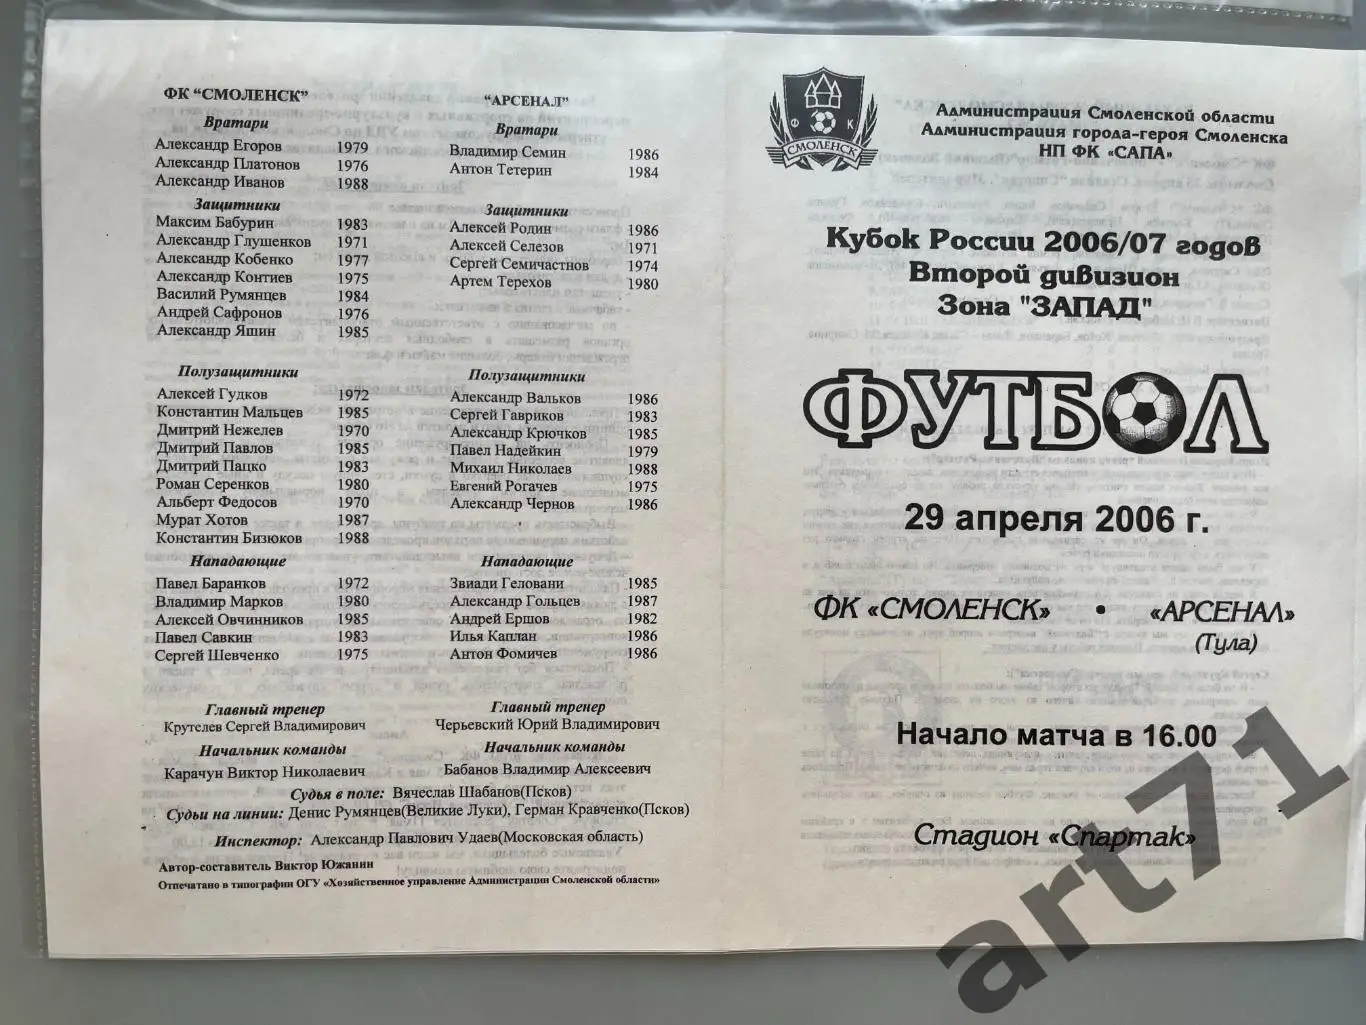 ФК "СМОЛЕНСК"
Вратари
Александр Егоров 1979
Александр Платонов 1976
Александр Иванов 1988
Защитники
Максим Бабурин 1983
Александр Глушенков 1971
Александр Кобенко 1977
Александр Контиев 1975
Василий Румянцев 1984
Андрей Сафронов 1976
Александр Яшин 1985
Полузащитники
Алексей Гудков 1972
Константин Мальцев 1985
Дмитрий Нежелев 1970
Дмитрий Павлов 1985
Дмитрий Пацко 1983
Роман Серенков 1980
Альберт Федосов 1970
Мурат Хотов 1987
Константин Бизюков 1988
Нападающие
Павел Баранков 1972
Владимир Марков 1980
Алексей Овчинников 1985
Павел Савкин 1983
Сергей Шевченко 1975
Главный тренер
Крутелев Сергей Владимирович
Начальник команды
Карачун Виктор Николаевич
"АРСЕНАЛ"
Вратари
Владимир Семин 1986
Антон Тетерин 1984
Защитники
Алексей Родин 1986
Алексей Селезов 1971
Сергей Семичастнов 1974
Артем Терехов 1980
Полузащитники
Александр Вальков 1986
Сергей Гавриков 1983
Александр Крючков 1985
Павел Надейкин 1979
Михаил Николаев 1988
Евгений Рогачев 1975
Александр Чернов 1986
Нападающие
Звиади Геловани 1985
Александр Гольцев 1987
Андрей Ершов 1982
Илья Каплан 1986
Антон Фомичев 1986
Главный тренер
Черьевский Юрий Владимирович
Начальник команды
Бабанов Владимир Алексеевич
Судья в поле: Вячеслав Шабанов(Псков)
Судьи на линии: Денис Румянцев(Великие Луки), Герман Кравченко(Псков)
Инспектор: Александр Павлович Удаев(Московская область)
Автор-составитель Виктор Южанин
Отпечатано в типографии ОГУ «Хозяйственное управление Администрации Смоленской области»
Ф К
СМОЛЕНСК
Администрация Смоленской области
Администрация города-героя Смоленска
НП ФК «САПА»
Кубок России 2006/07 годов
Второй дивизион
Зона "ЗАПАД"
ФУТБОЛ
29 апреля 2006 г.
ФК «СМОЛЕНСК» • «АРСЕНАЛ»
(Тула)
Начало матча в 16.00
Стадион «Спартак»
art71